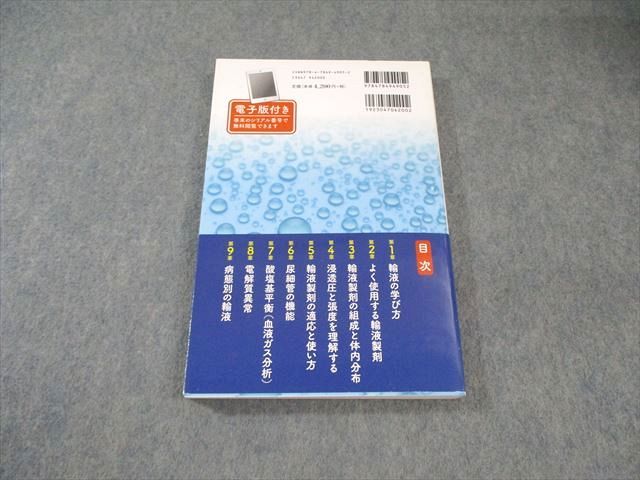 ISBN978-4-7849-4905-2
C3047 ¥4200E
定価(本体4,200円+税)
9784784949052
1923047042002
電子版付き
巻末のシリアル番号で
無料閲覧できます
目次
第1章 輸液の学び方
第2章 よく使用する輸液製剤
第3章 輸液製剤の組成と体内分布
第4章 浸透圧と張度を理解する
第5章 輸液製剤の適応と使い方
第6章 尿細管の機能
第7章 酸塩基平衡(血液ガス分析)
第8章 電解質異常
第9章 病態別の輸液